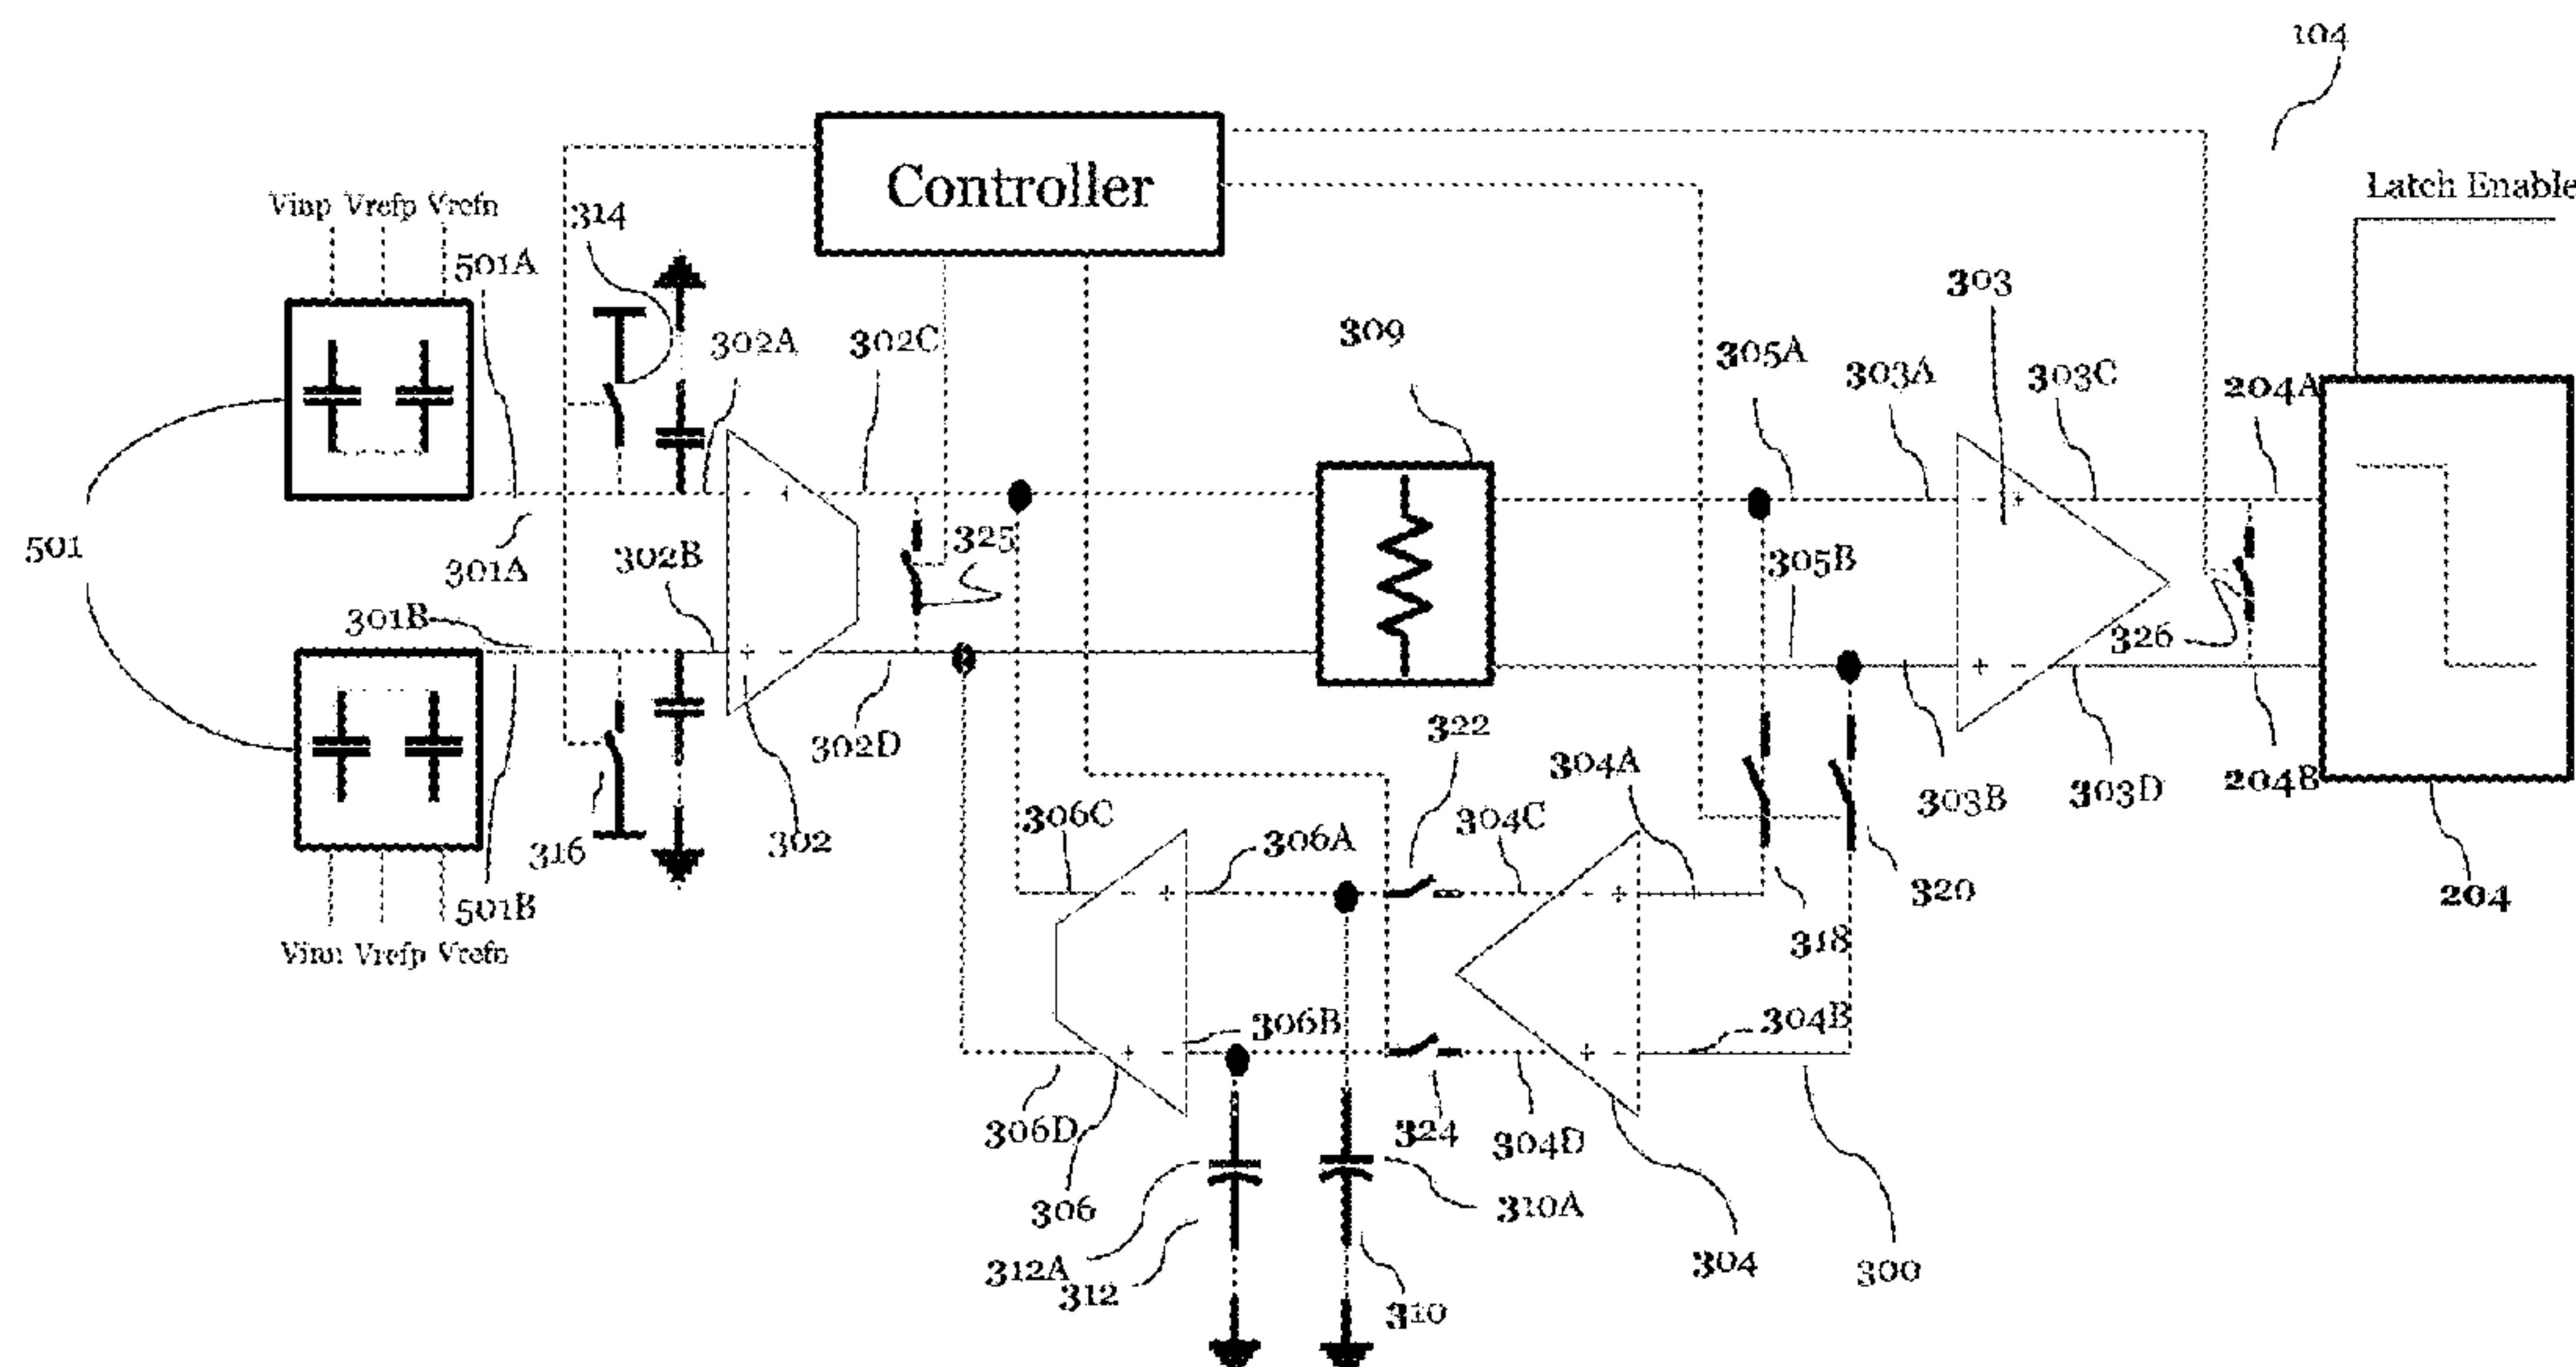 104
Controller
Latch Enable
Vinp Vrefp Vrefn
314
501A
303
302A
302C
309
305A
303A
303C
204A
501
301A
302B
325
305B
301B
326
302D
322
304A
303B
303D
204B
316
302
306C
306A
304C
320
204
501B
318
Vinn Vrefp Vrefn
306B
304B
306D
324
304D
306
310A
312A
312
310
304
300